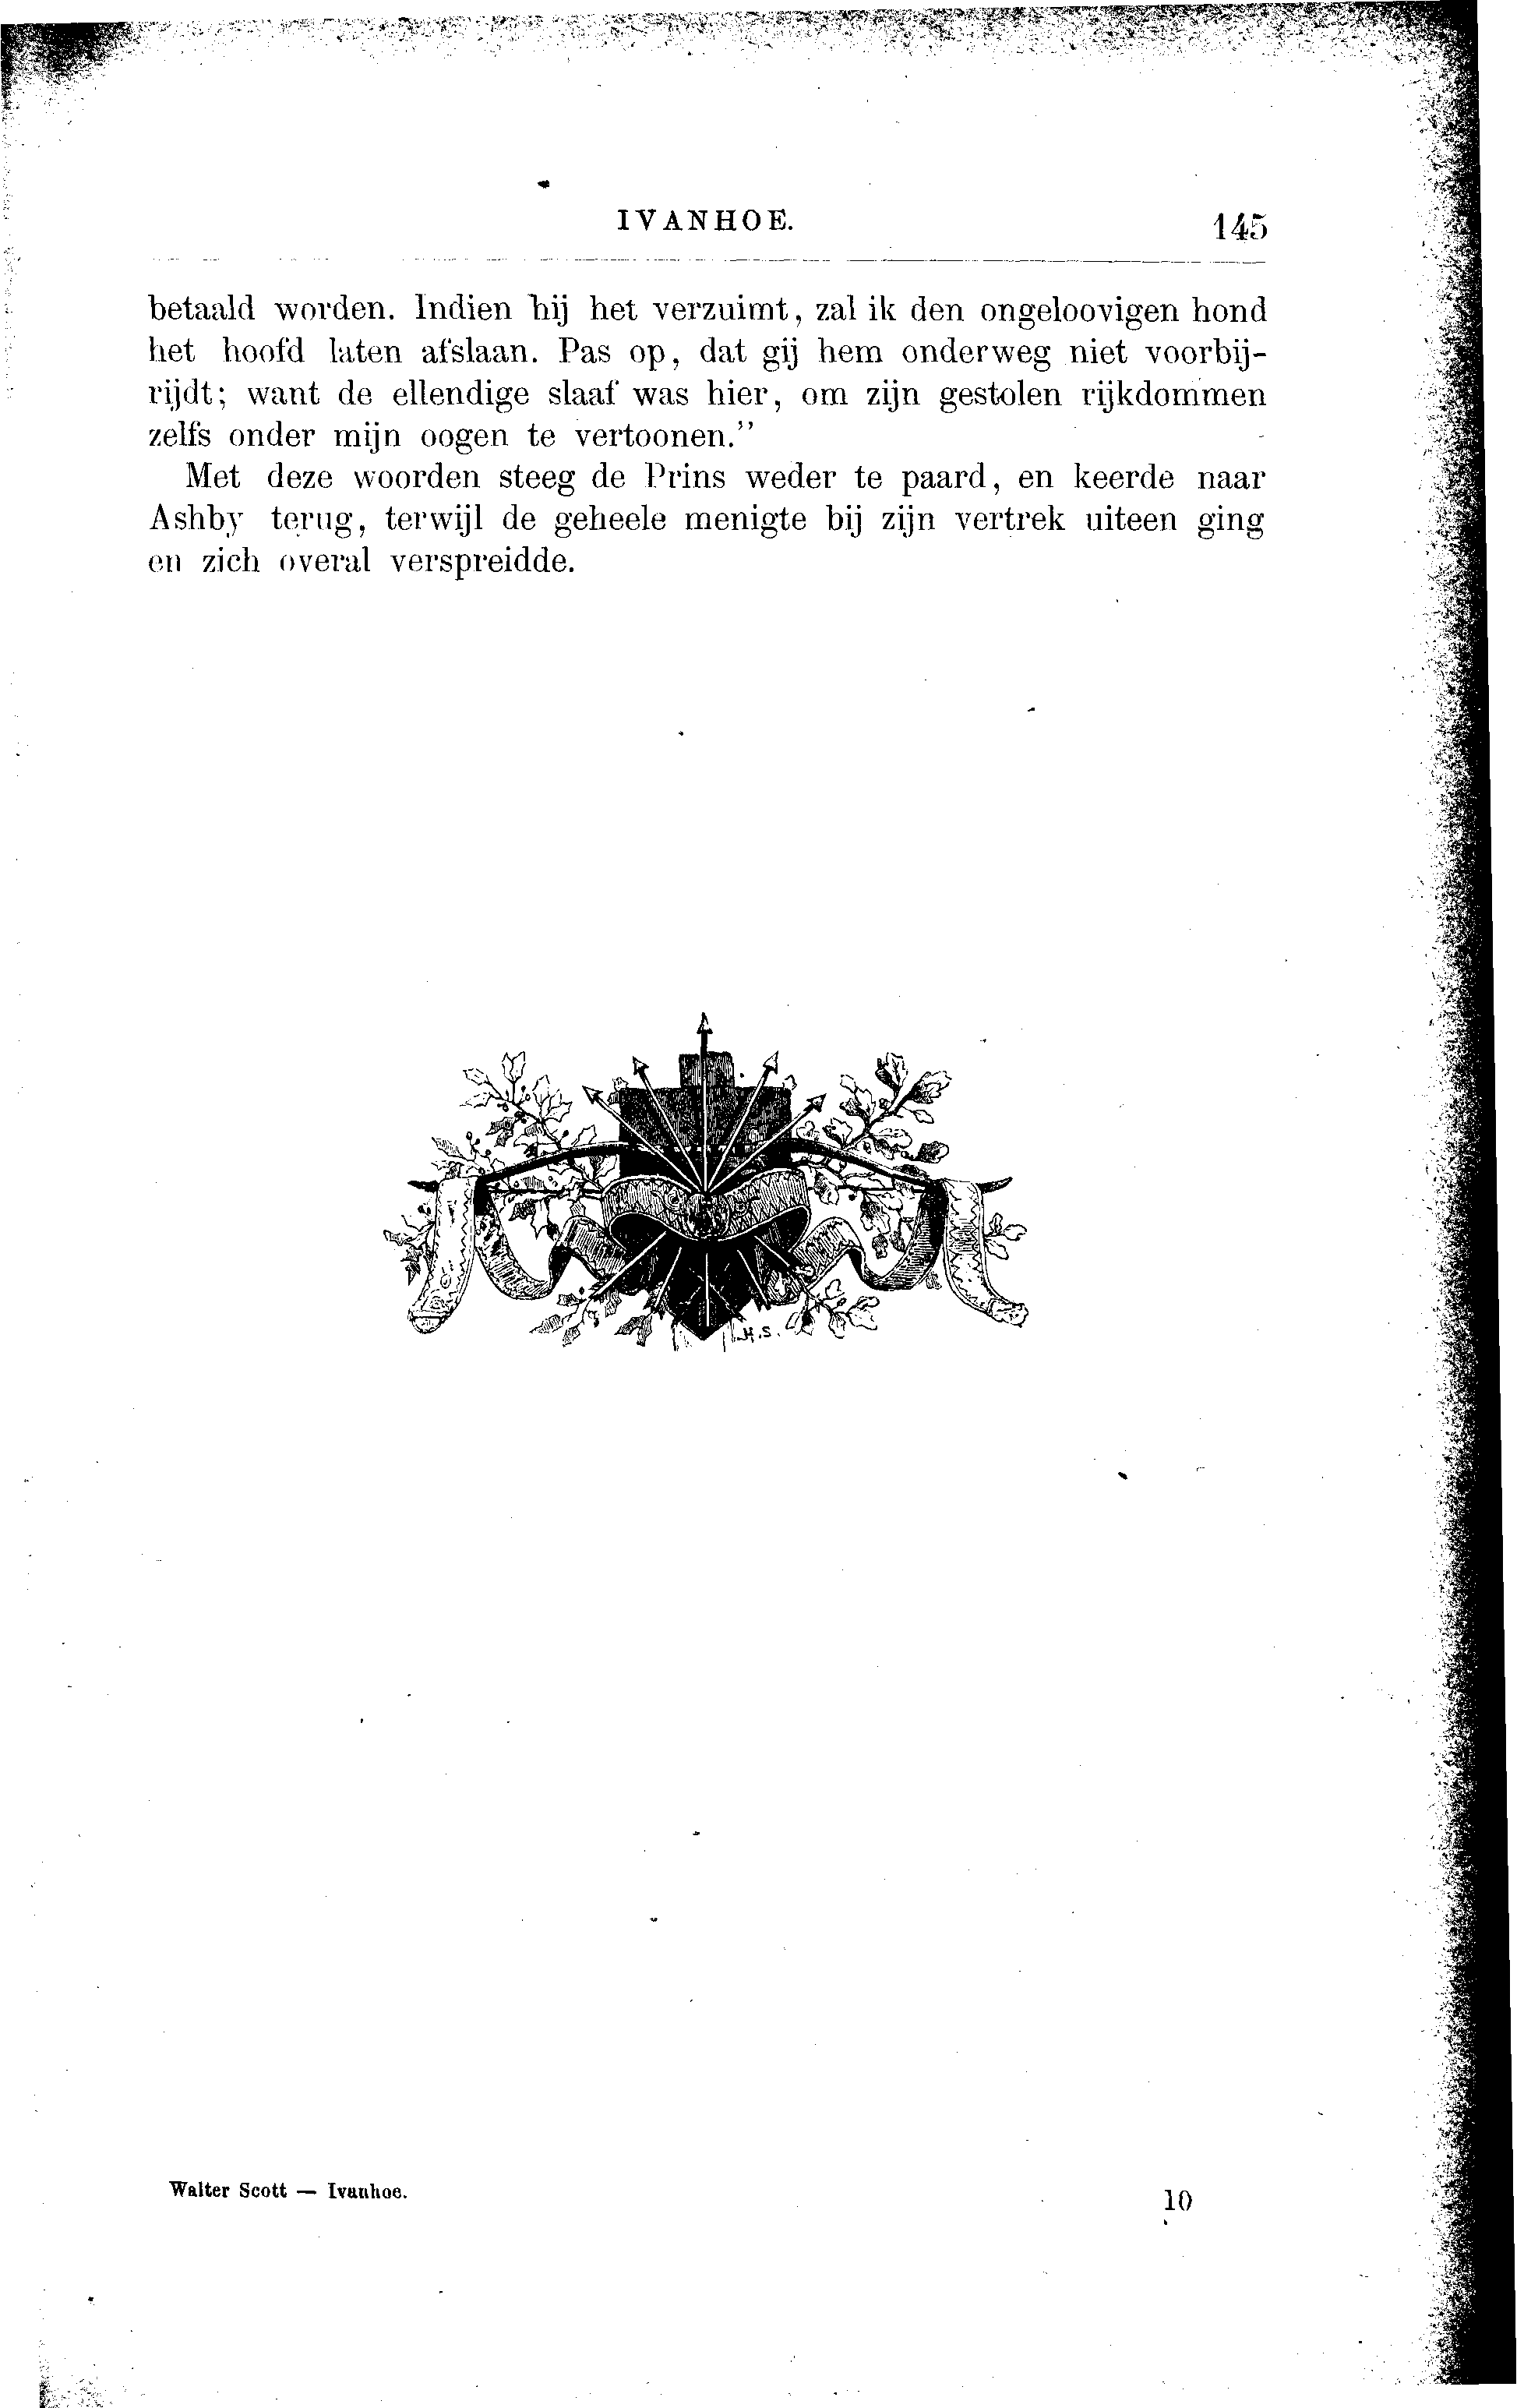 IVANHOE. 145
betaald worden. Indien hij het verzuimt, zal ik den ongeloovigen hond
het hoofd laten afslaan. Pas op, dat gij hem onderweg niet voorbij-
rijdt; want de ellendige slaaf was hier, om zijn gestolen rijkdommen
zelfs onder mijn oogen te vertoonen.”
Met deze woorden steeg de Prins weder te paard, en keerde naar
Ashby terug, terwijl de geheele menigte bij zijn vertrek uiteen ging
en zich overal verspreidde.
H.S.
Walter Scott — Ivanhoe. 10